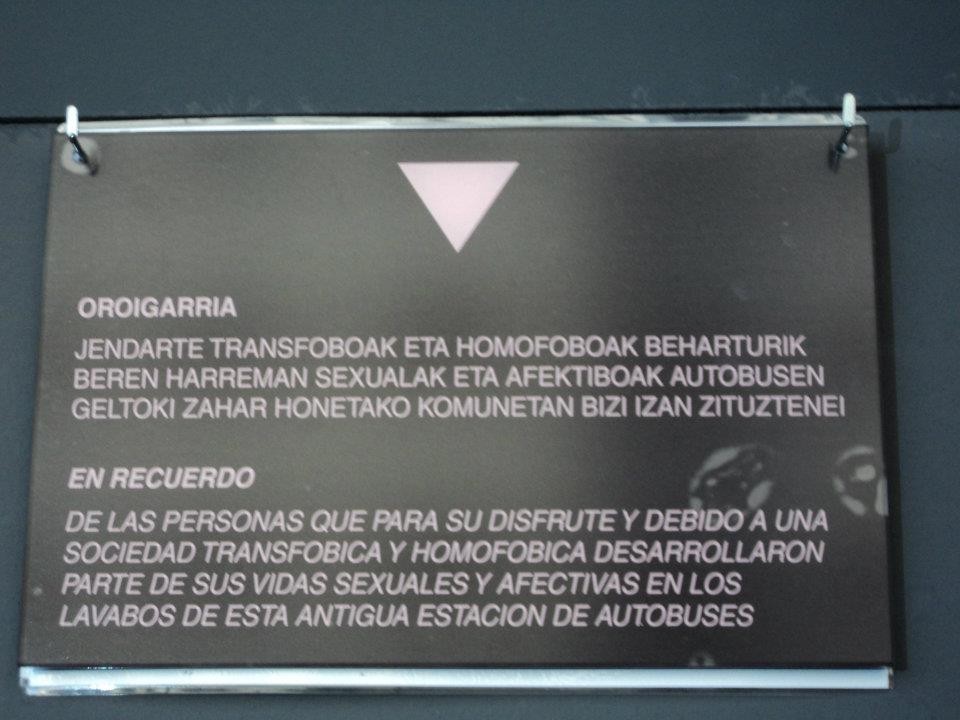 OROIGARRIA
JENDARTE TRANSFOBOAK ETA HOMOFOBOAK BEHARTURIK
BEREN HARREMAN SEXUALAK ETA AFEKTIBOAK AUTOBUSEN
GELTOKI ZAHAR HONETAKO KOMUNETAN BIZI IZAN ZITUZTENEI
EN RECUERDO
DE LAS PERSONAS QUE PARA SU DISFRUTE Y DEBIDO A UNA
SOCIEDAD TRANSFOBICA Y HOMOFOBICA DESARROLLARON
PARTE DE SUS VIDAS SEXUALES Y AFECTIVAS EN LOS
LAVABOS DE ESTA ANTIGUA ESTACION DE AUTOBUSES